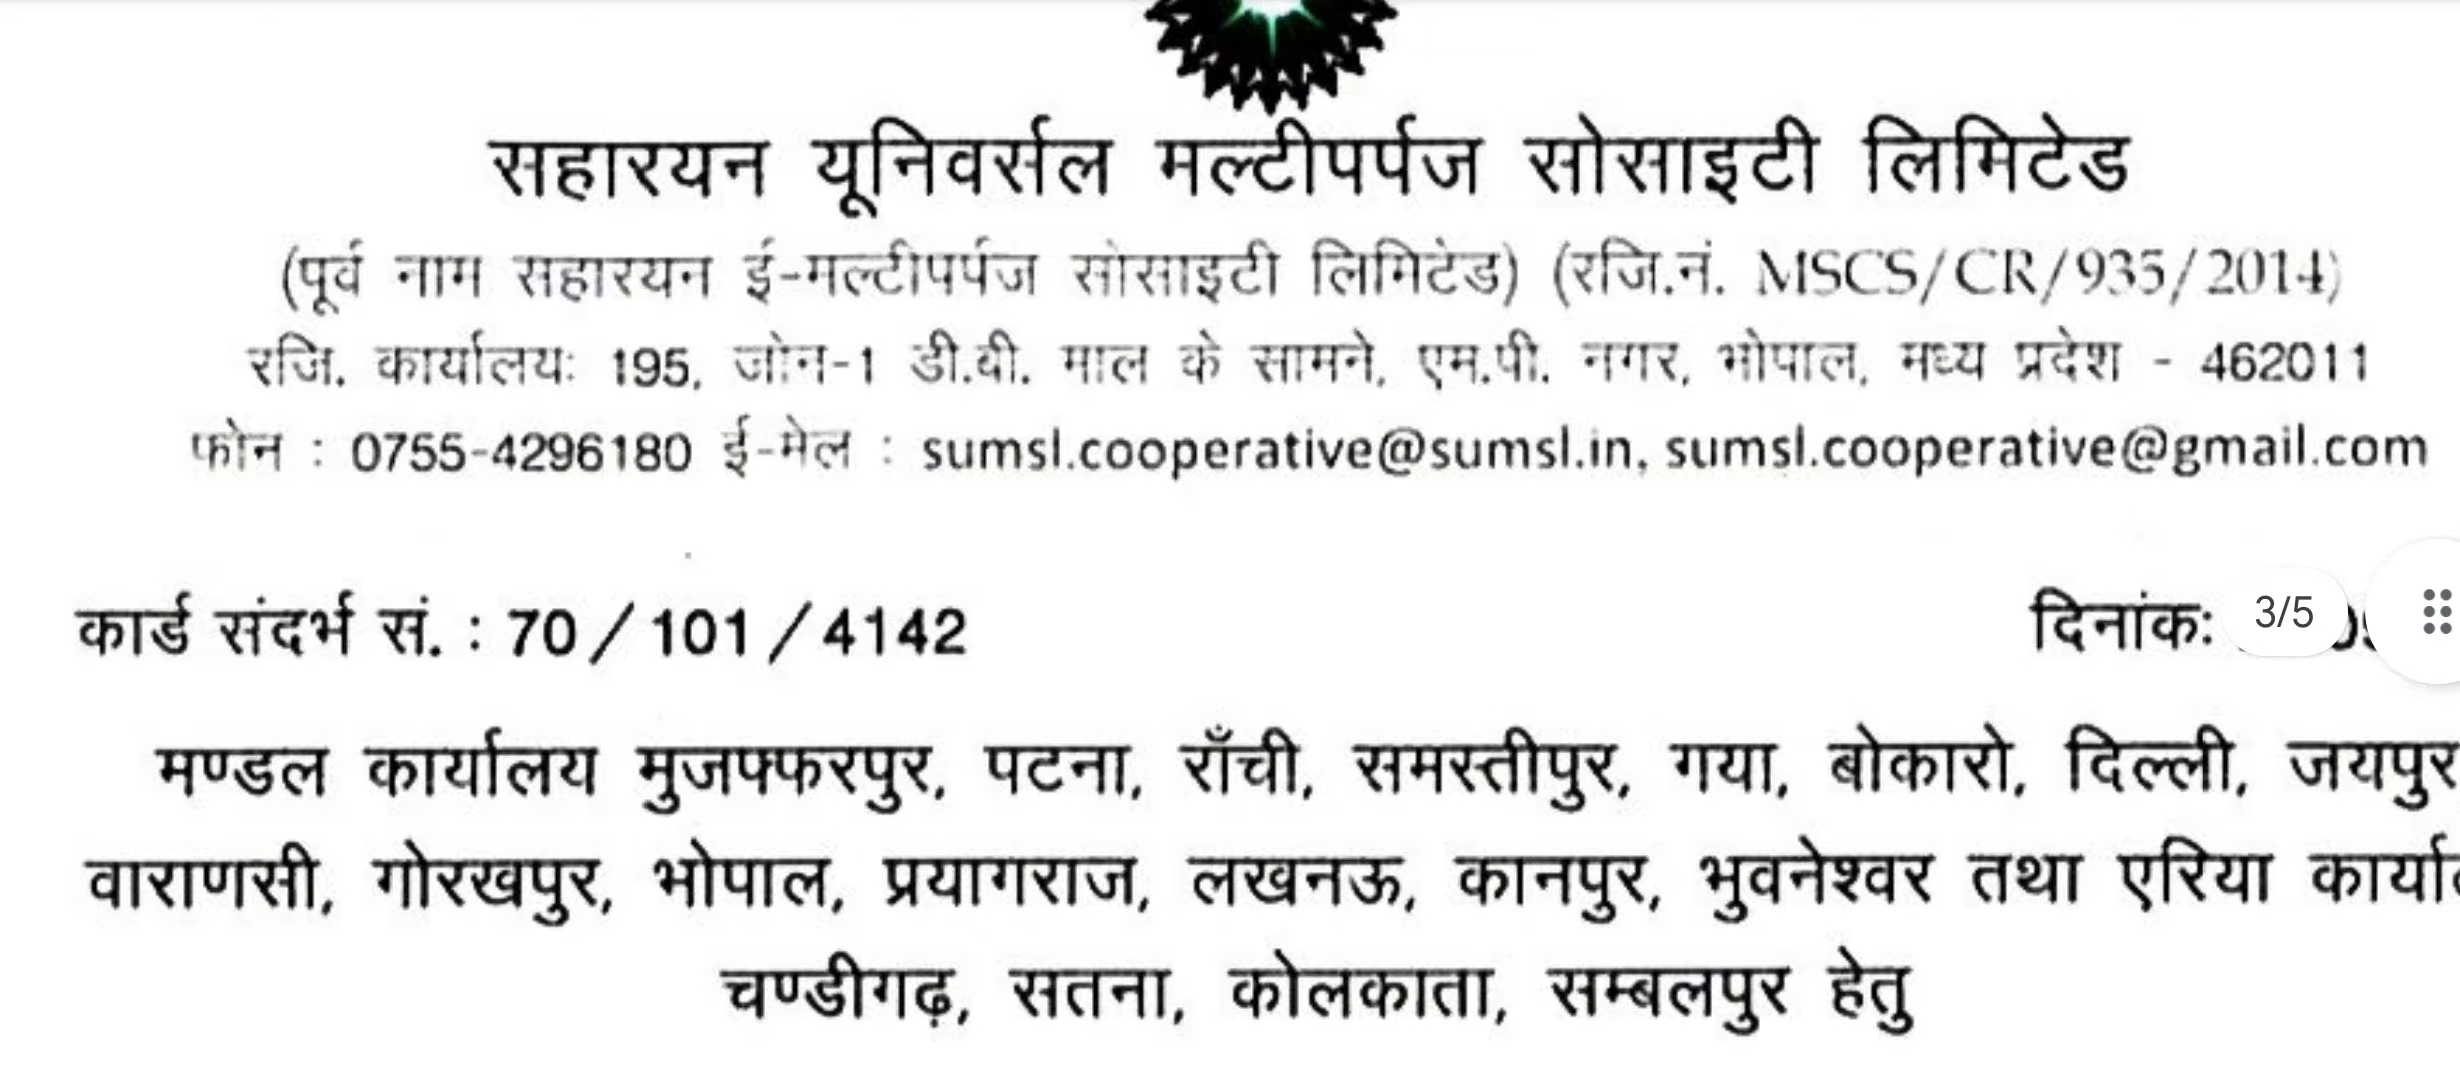 सहारयन यूनिवर्सल मल्टीपर्पज सोसाइटी लिमिटेड
(पूर्व नाम सहारयन ई-मल्टीपर्पज सोसाइटी लिमिटेड) (रजि.नं. MSCS/CR/935/2014)
रजि. कार्यालयः 195, जोन-1 डी.बी. माल के सामने, एम.पी. नगर, भोपाल, मध्य प्रदेश - 462011
फोन : 0755-4296180 ई-मेल : sumsl.cooperative@sumsl.in, sumsl.cooperative@gmail.com
कार्ड संदर्भ सं. : 70/101/4142 दिनांकः 3/5
मण्डल कार्यालय मुजफ्फरपुर, पटना, राँची, समस्तीपुर, गया, बोकारो, दिल्ली, जयपुर
वाराणसी, गोरखपुर, भोपाल, प्रयागराज, लखनऊ, कानपुर, भुवनेश्वर तथा एरिया
चण्डीगढ़, सतना, कोलकाता, सम्बलपुर हेतु